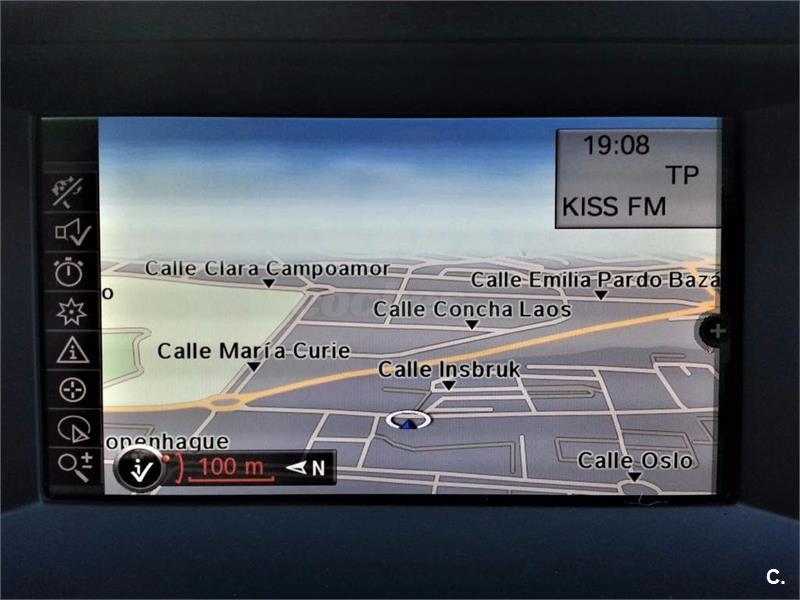 19:08
TP
KISS FM
Calle Clara Campoamor
Calle Emilia Pardo Bazá
o
Calle Concha Laos
Calle María Curie
Calle Insbruk
openhague
Calle Oslo
100 m
N
C.